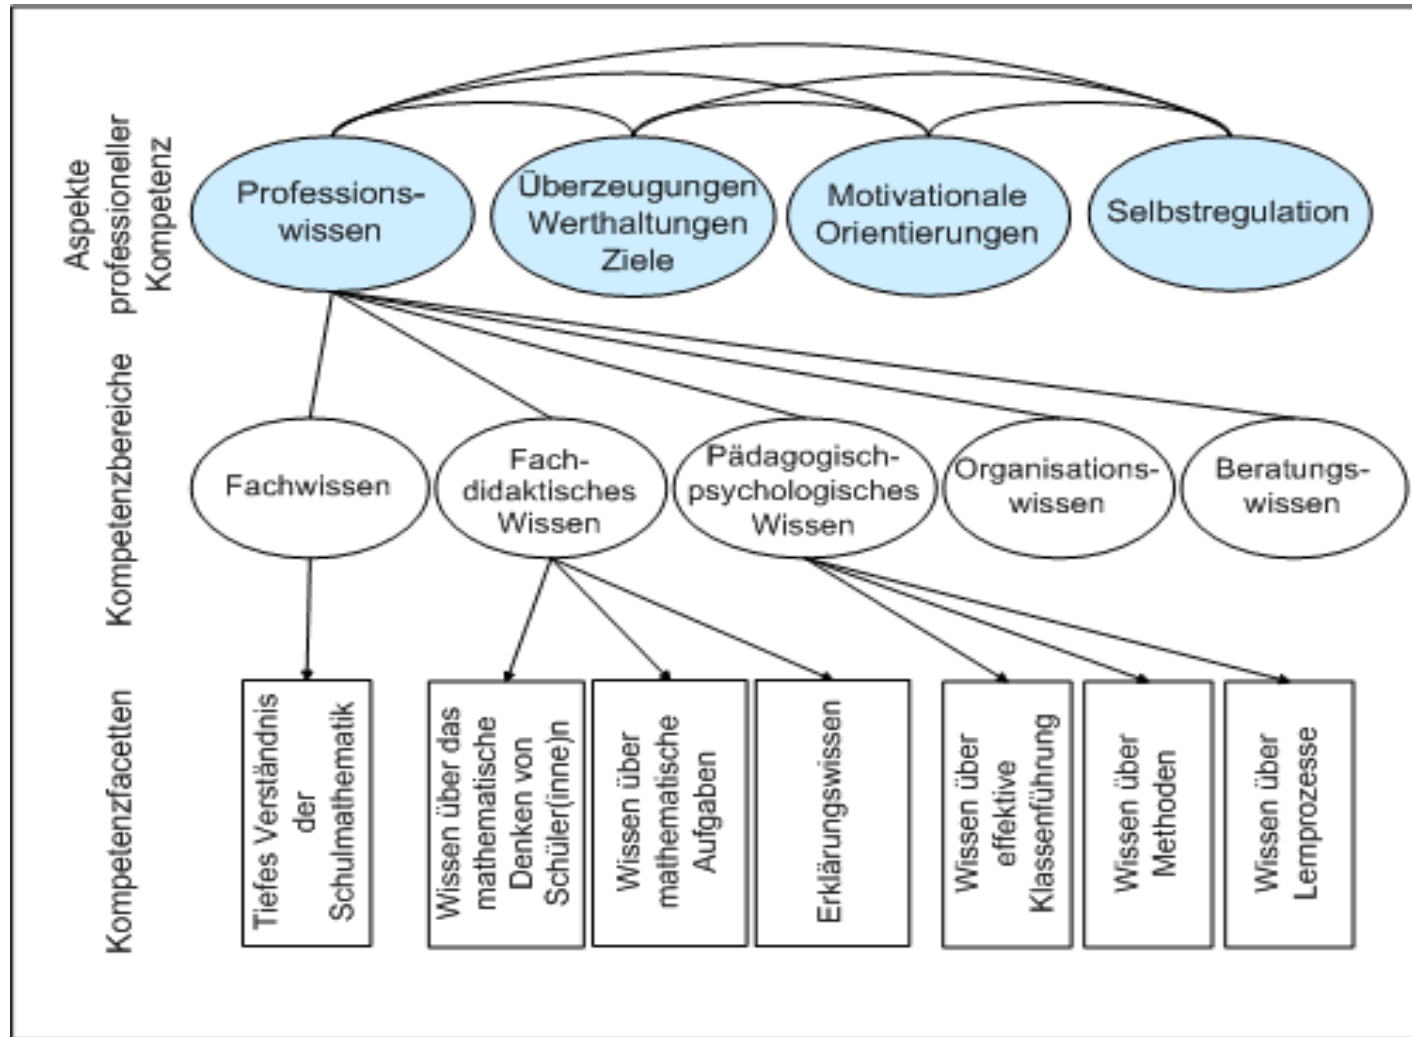 Aspekte
professioneller
Kompetenz
Professions-
wissen
Überzeugungen
Werthaltungen
Ziele
Motivationale
Orientierungen
Selbstregulation
Kompetenzbereiche
Fachwissen
Fach-
didaktisches
Wissen
Pädagogisch-
psychologisches
Wissen
Organisations-
wissen
Beratungs-
wissen
Kompetenzfacetten
Tiefes Verständnis
der
Schulmathematik
Wissen über das
mathematische
Denken von
Schüler(inne)n
Wissen über
mathematische
Aufgaben
Erklärungswissen
Wissen über
effektive
Klassenführung
Wissen über
Methoden
Wissen über
Lernprozesse